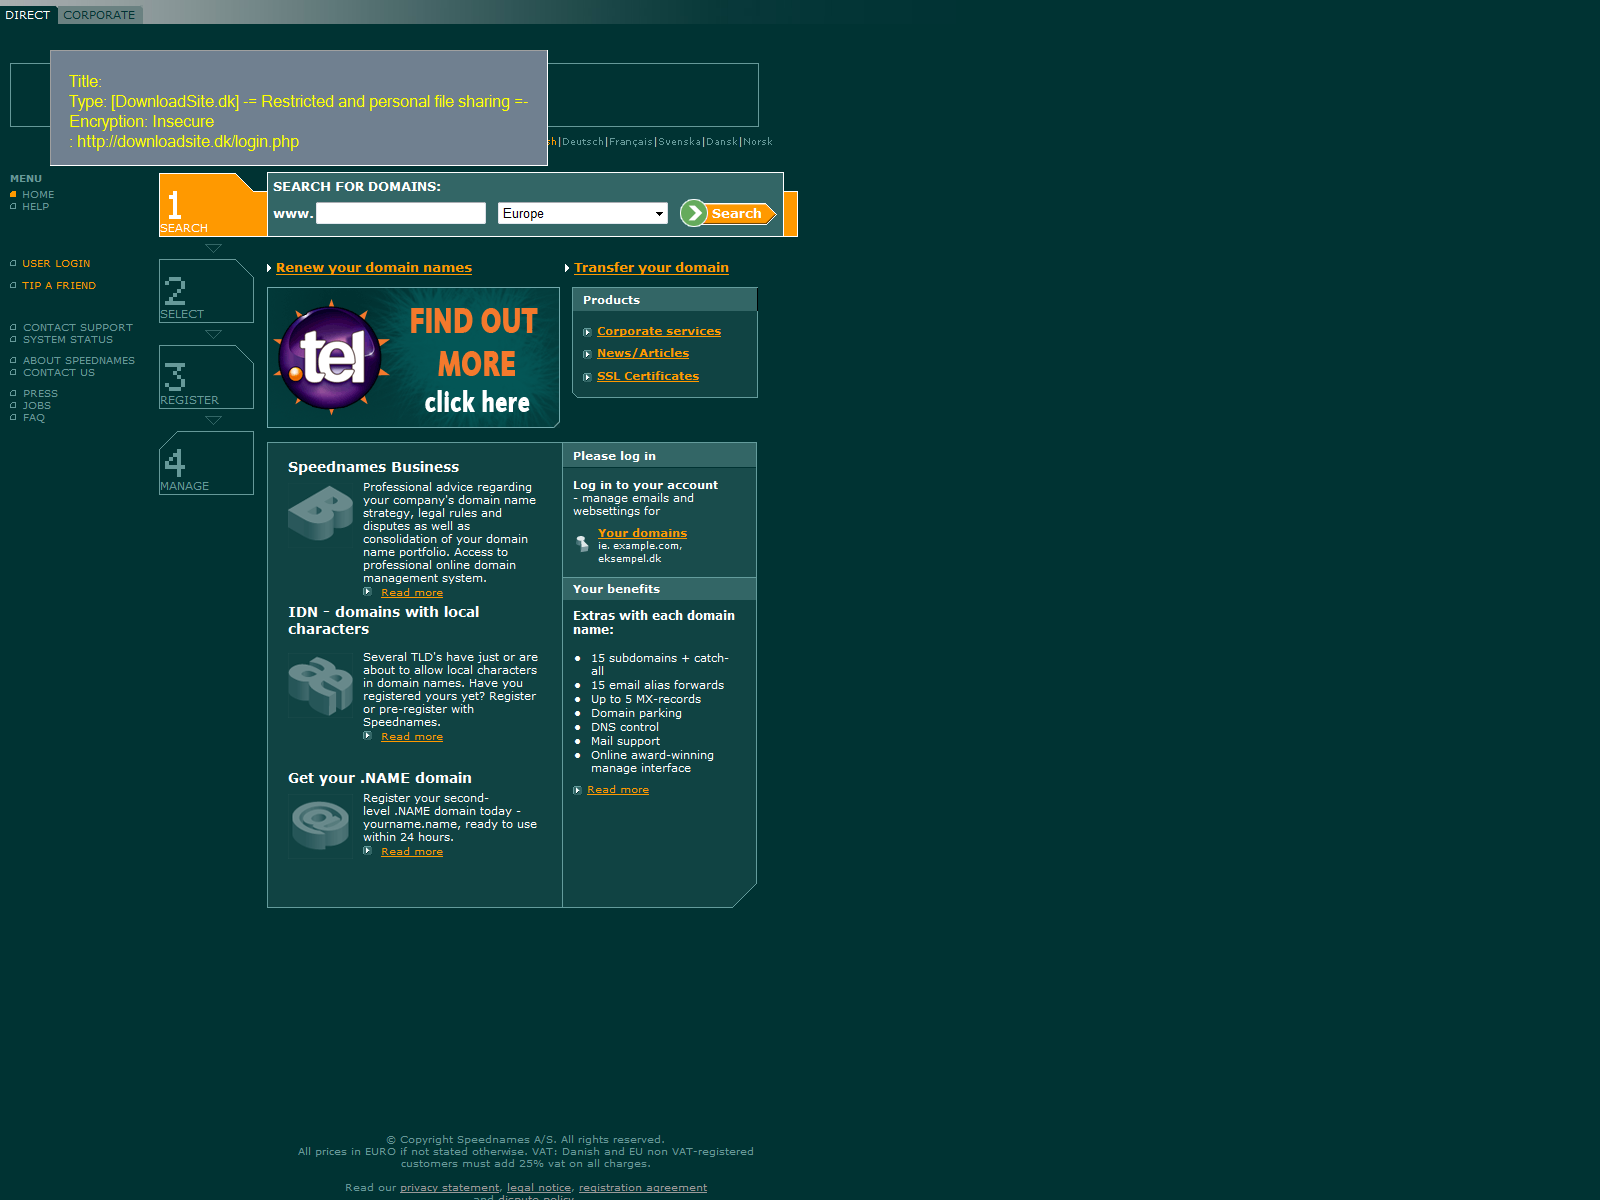 DIRECT CORPORATE
Title:
Type: [DownloadSite.dk] -= Restricted and personal file sharing =-
Encryption: Insecure
: http://downloadsite.dk/login.php
sh|Deutsch|Français|Svenska|Dansk|Norsk
MENU
HOME
HELP
USER LOGIN
TIP A FRIEND
CONTACT SUPPORT
SYSTEM STATUS
ABOUT SPEEDNAMES
CONTACT US
PRESS
JOBS
FAQ
1
SEARCH
2
SELECT
3
REGISTER
4
MANAGE
SEARCH FOR DOMAINS:
www. Europe Search
Renew your domain names
Transfer your domain
.tel
FIND OUT
MORE
click here
Products
Corporate services
News/Articles
SSL Certificates
Speednames Business
Professional advice regarding
your company's domain name
strategy, legal rules and
disputes as well as
consolidation of your domain
name portfolio. Access to
professional online domain
management system.
Read more
IDN - domains with local
characters
Several TLD's have just or are
about to allow local characters
in domain names. Have you
registered yours yet? Register
or pre-register with
Speednames.
Read more
Get your .NAME domain
Register your second-
level .NAME domain today -
yourname.name, ready to use
within 24 hours.
Read more
Please log in
Log in to your account
- manage emails and
websettings for
Your domains
ie. example.com,
eksempel.dk
Your benefits
Extras with each domain
name:
• 15 subdomains + catch-
all
• 15 email alias forwards
• Up to 5 MX-records
• Domain parking
• DNS control
• Mail support
• Online award-winning
manage interface
Read more
© Copyright Speednames A/S. All rights reserved.
All prices in EURO if not stated otherwise. VAT: Danish and EU non VAT-registered
customers must add 25% vat on all charges.
Read our privacy statement, legal notice, registration agreement
and dispute policy